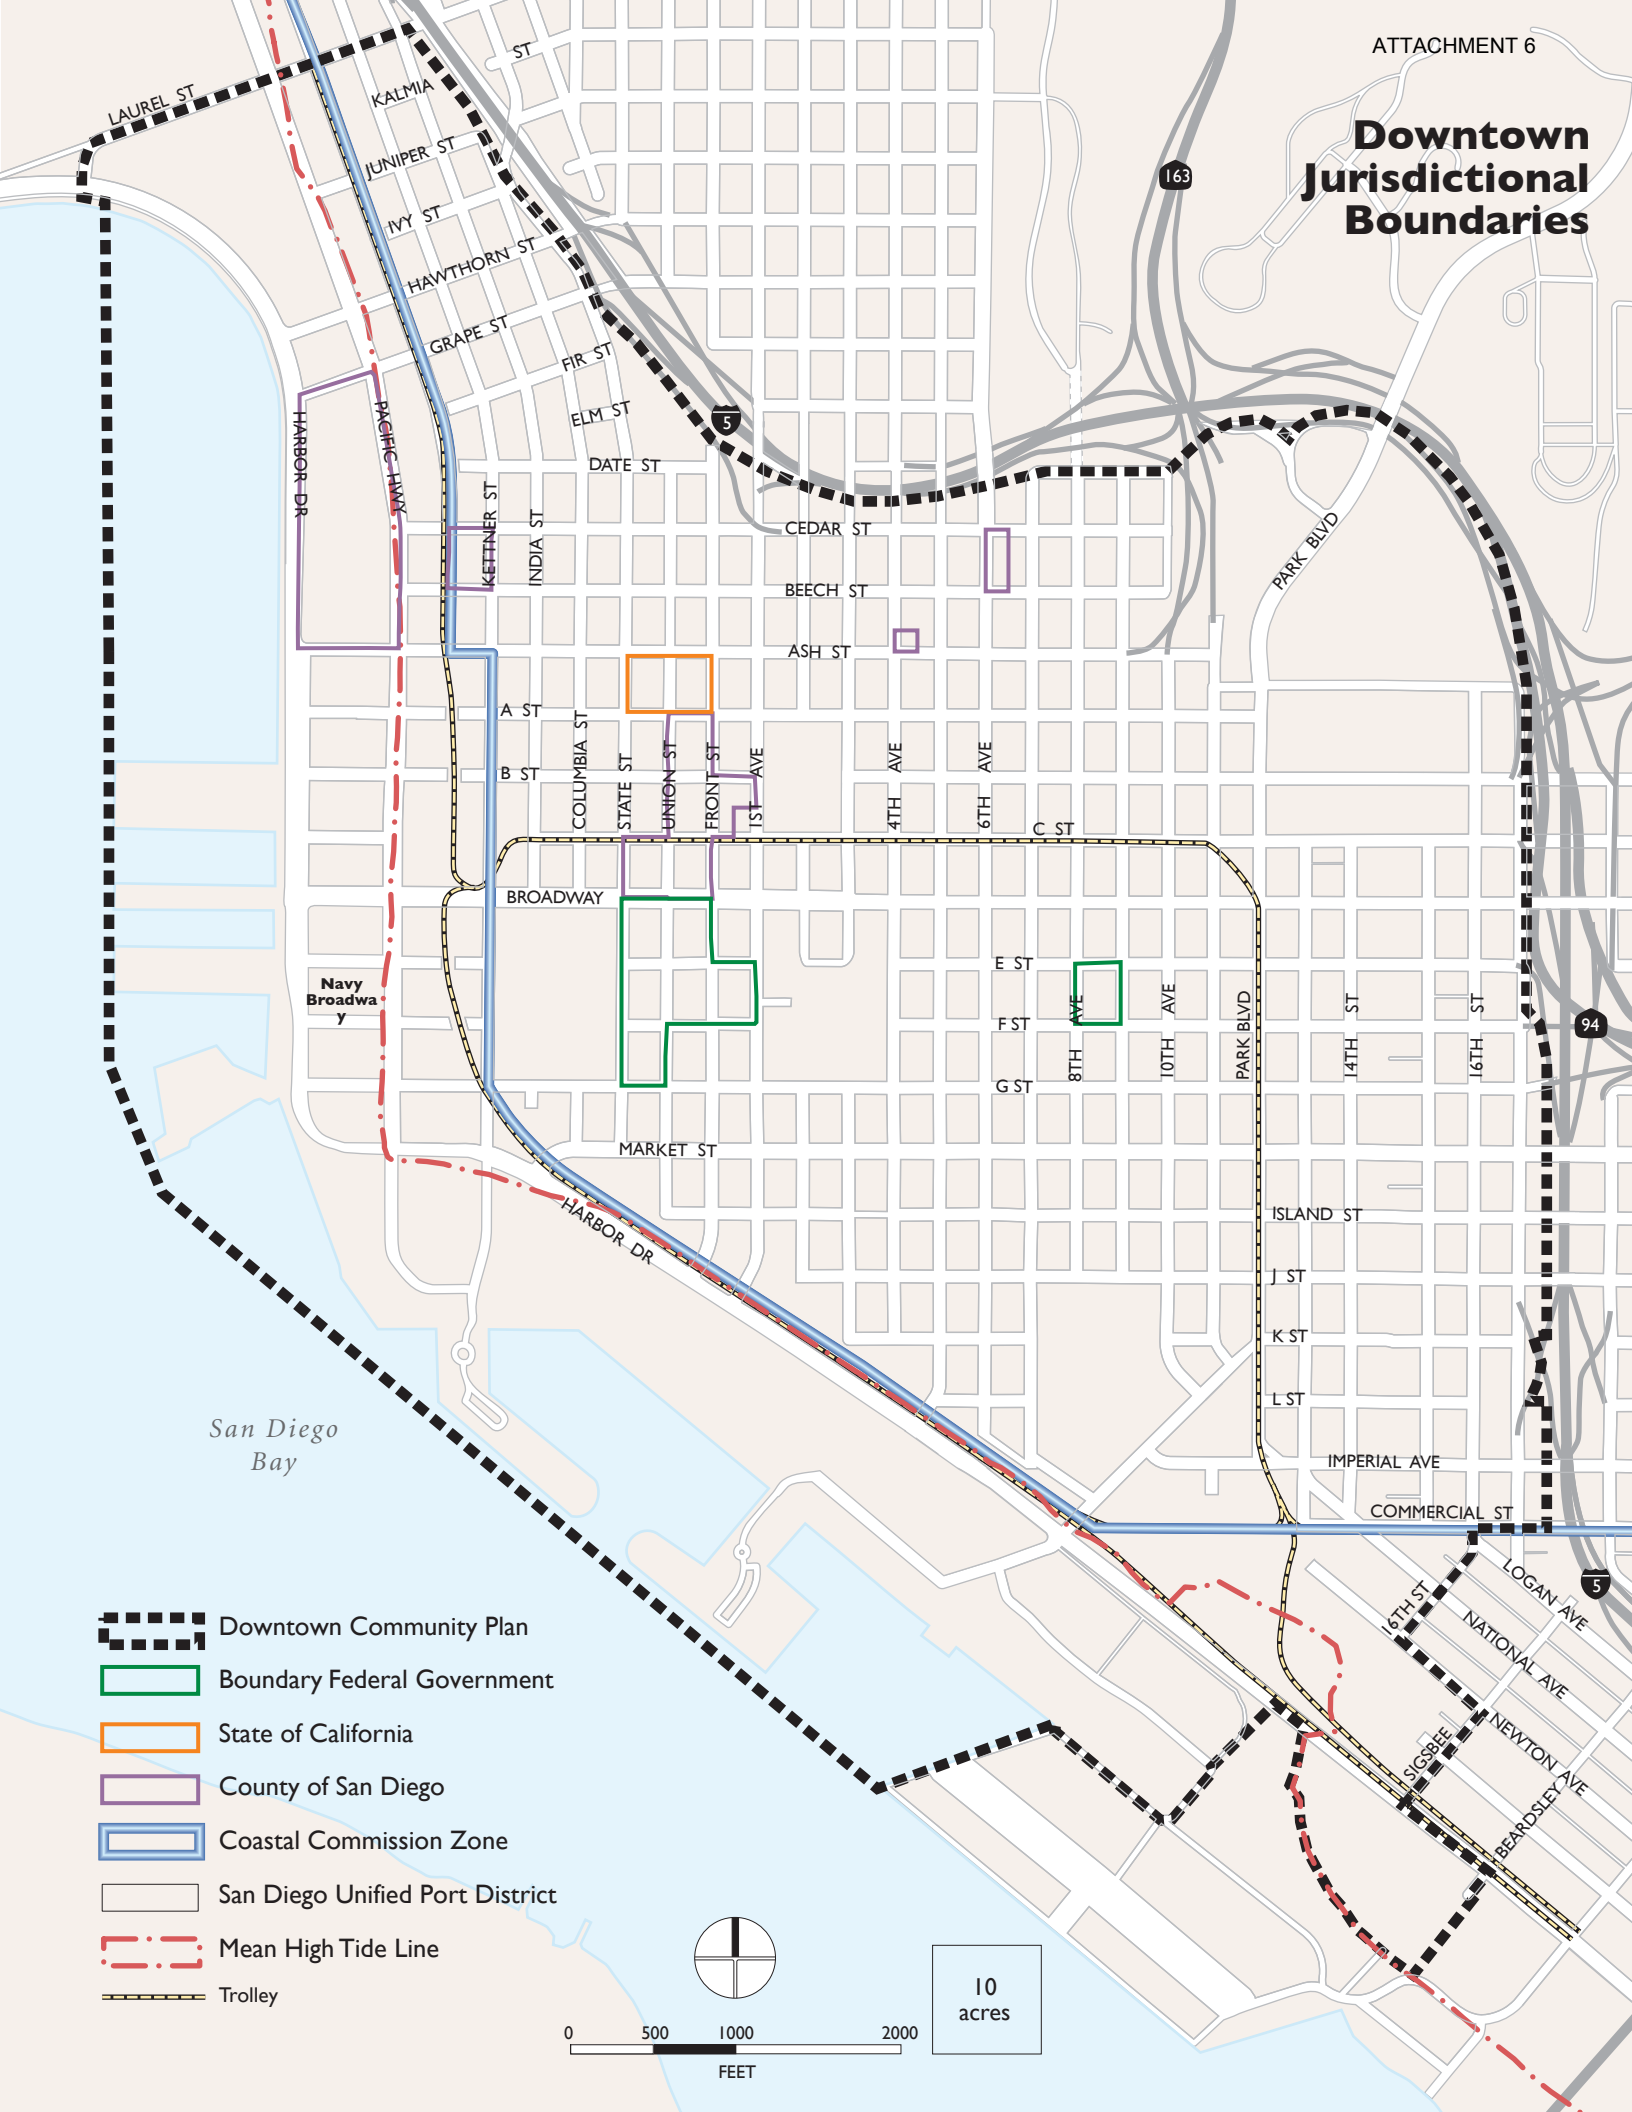 ATTACHMENT 6
Downtown
Jurisdictional
Boundaries
LAUREL ST
ST
KALMIA
JUNIPER ST
IVY ST
HAWTHORN ST
GRAPE ST
FIR ST
ELM ST
DATE ST
163
5
HARBOR DR
PACIFIC HWY
KETTNER ST
INDIA ST
CEDAR ST
BEECH ST
ASH ST
PARK BLVD
A ST
B ST
COLUMBIA ST
STATE ST
UNION ST
FRONT ST
1ST AVE
4TH AVE
6TH AVE
C ST
BROADWAY
Navy
Broadwa
y
E ST
F ST
G ST
8TH AVE
10TH AVE
PARK BLVD
14TH ST
16TH ST
94
MARKET ST
HARBOR DR
ISLAND ST
J ST
K ST
L ST
IMPERIAL AVE
COMMERCIAL ST
San Diego
Bay
5
16TH ST
LOGAN AVE
NATIONAL AVE
NEWTON AVE
SIGSBEE
BEARDSLEY
Downtown Community Plan
Boundary Federal Government
State of California
County of San Diego
Coastal Commission Zone
San Diego Unified Port District
Mean High Tide Line
Trolley
0 500 1000 2000
FEET
10
acres